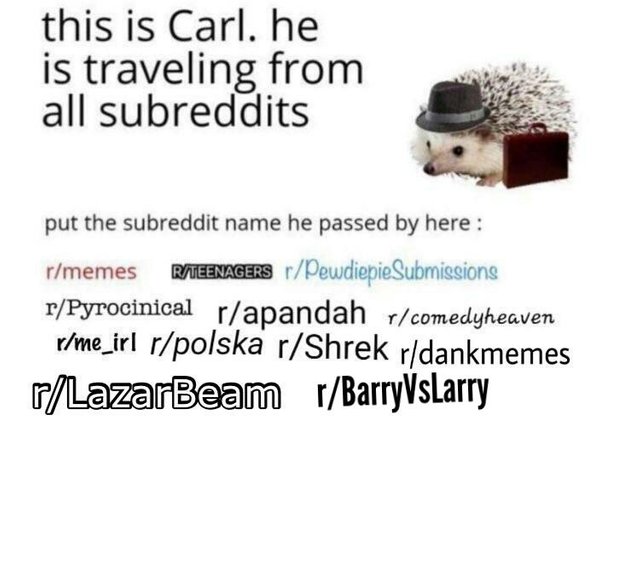 this is Carl. he
is traveling from
all subreddits
put the subreddit name he passed by here :
r/memes R/TEENAGERS r/PewdiepieSubmissions
r/Pyrocinical r/apandah r/comedyheaven
r/me_irl r/polska r/Shrek r/dankmemes
r/LazarBeam r/BarryVsLarry